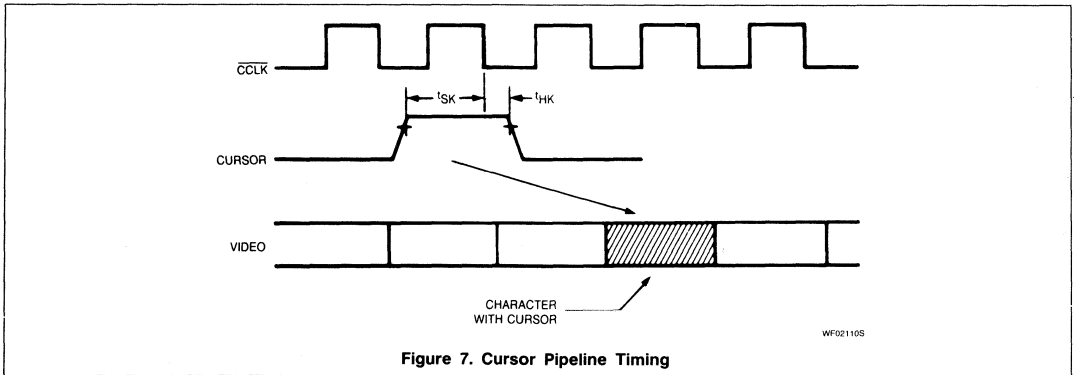 CCLK
tSK
tHK
CURSOR
VIDEO
CHARACTER
WITH CURSOR
WF02110S
Figure 7. Cursor Pipeline Timing